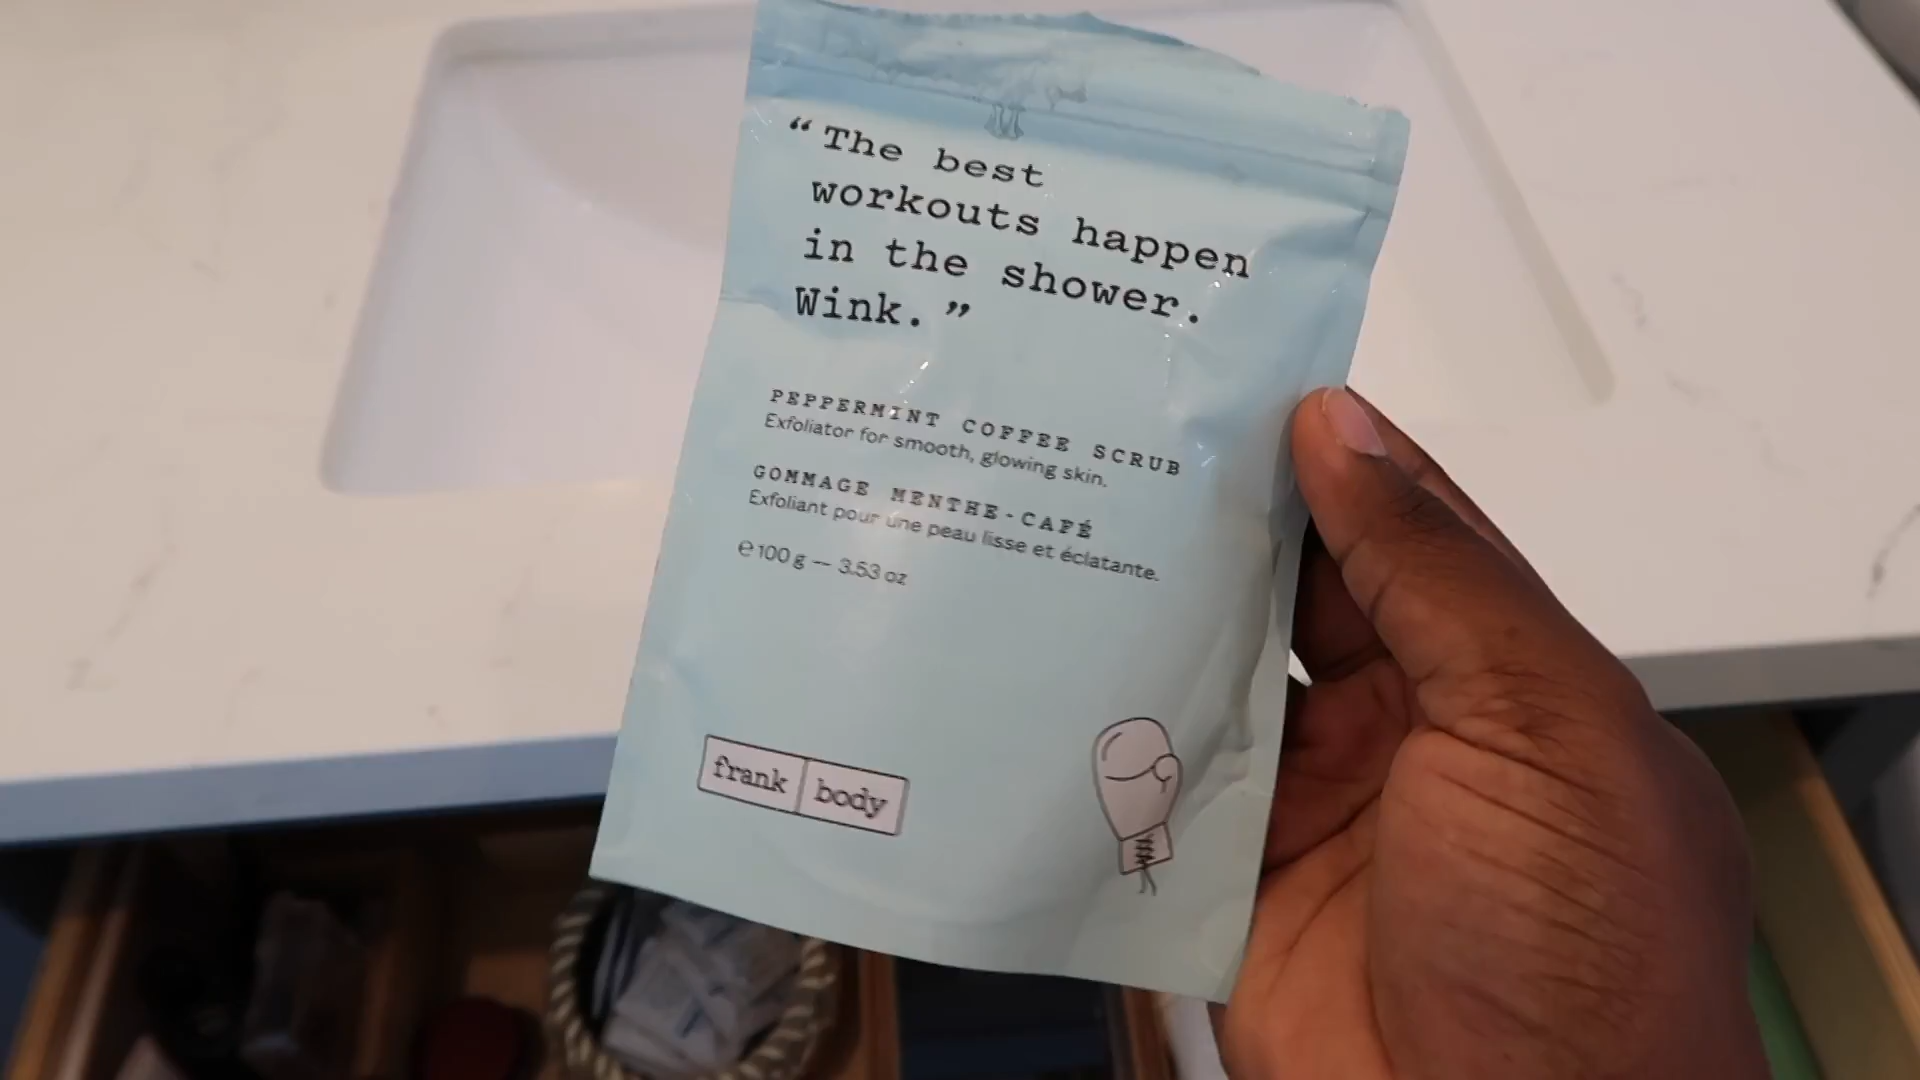 “The best
workouts happen
in the shower.
Wink.”
PEPPERMINT COFFEE SCRUB
Exfoliator for smooth, glowing skin.
GOMMAGE MENTHE-CAFÉ
Exfoliant pour une peau lisse et éclatante.
℮100 g — 3.53 oz
frank body